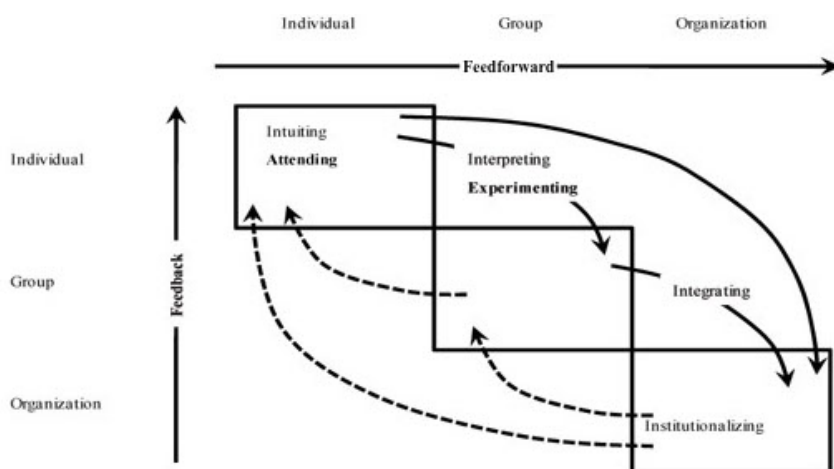 Individual Group Organization
Feedforward
Individual
Intuiting
Attending
Interpreting
Experimenting
Feedback
Group
Integrating
Organization
Institutionalizing